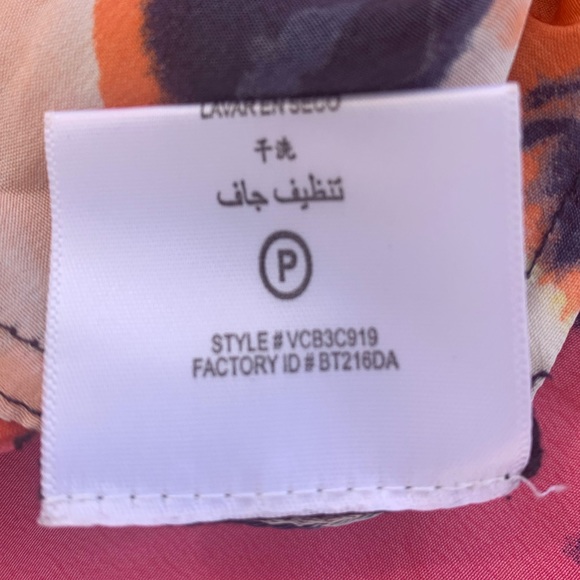 LAVAR EN SECO
干洗
تنظيف جاف
P
STYLE # VCB3C919
FACTORY ID # BT216DA